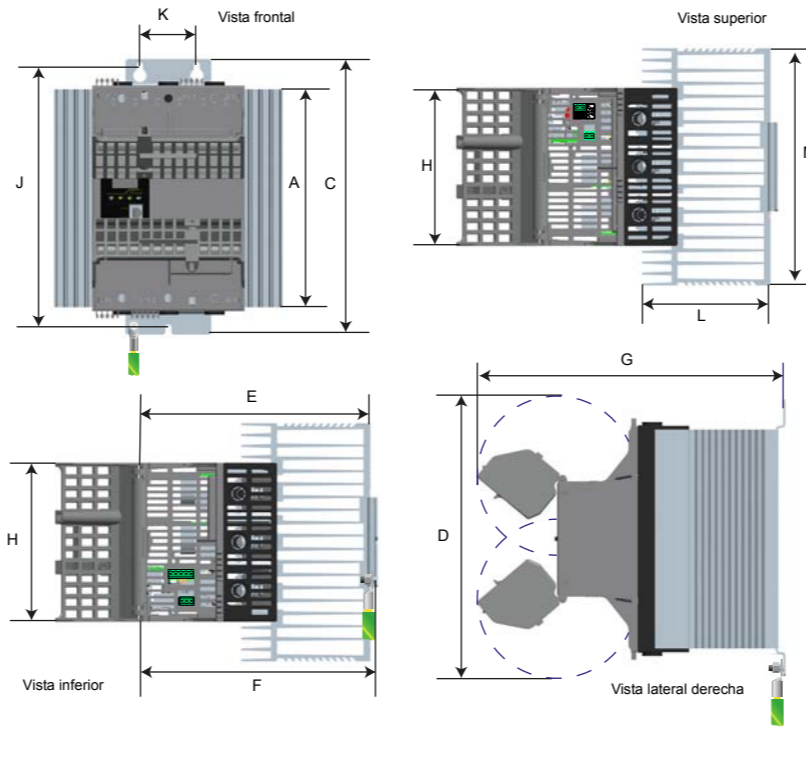 K
Vista frontal
J
A
C
Vista superior
H
L
E
H
F
Vista inferior
G
D
Vista lateral derecha